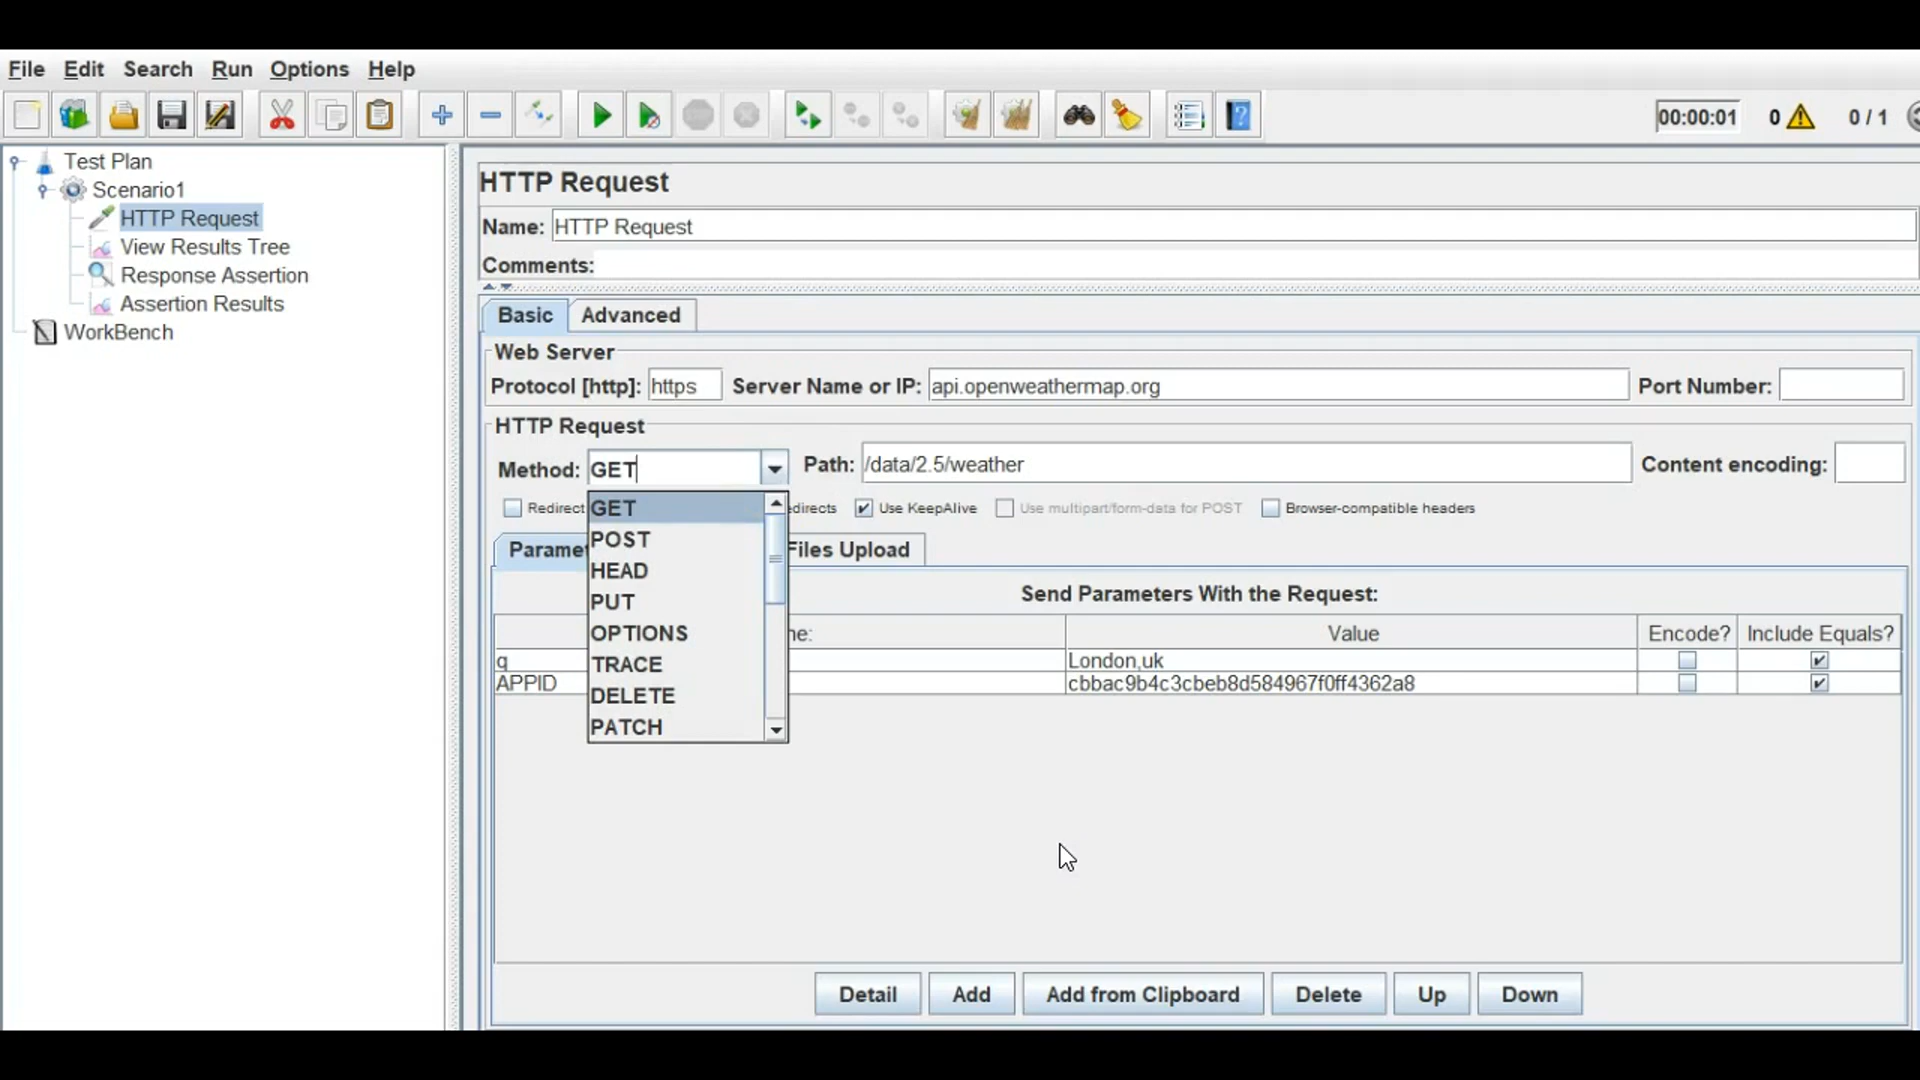 File Edit Search Run Options Help
00:00:01 0 0 / 1
Test Plan
Scenario1
HTTP Request
View Results Tree
Response Assertion
Assertion Results
WorkBench
HTTP Request
Name: HTTP Request
Comments:
Basic Advanced
Web Server
Protocol [http]: https Server Name or IP: api.openweathermap.org Port Number:
HTTP Request
Method: GET Path: /data/2.5/weather Content encoding:
Redirect edirects Use KeepAlive Use multipart/form-data for POST Browser-compatible headers
GET
POST
HEAD
PUT
OPTIONS
TRACE
DELETE
PATCH
Paramet Files Upload
Send Parameters With the Request:
ne: Value Encode? Include Equals?
q London,uk
APPID cbbac9b4c3cbeb8d584967f0ff4362a8
Detail Add Add from Clipboard Delete Up Down